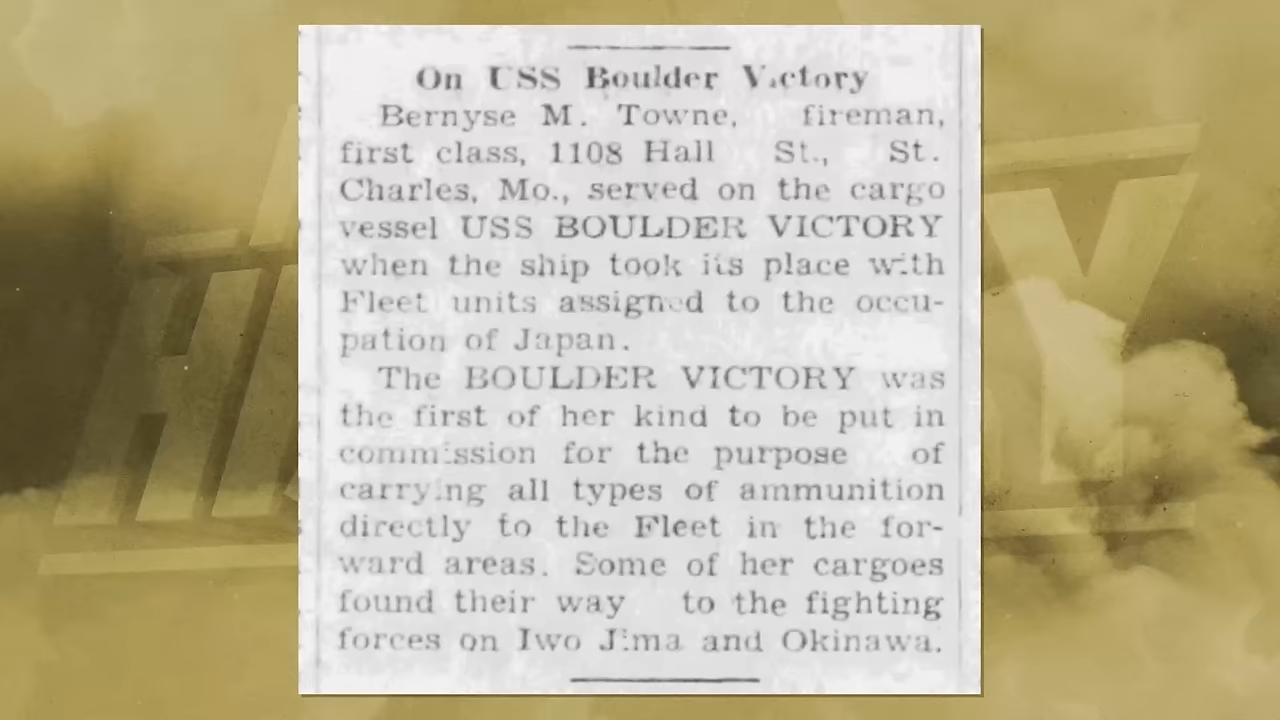 On USS Boulder Victory
Bernyse M. Towne, fireman,
first class, 1108 Hall St., St.
Charles, Mo., served on the cargo
vessel USS BOULDER VICTORY
when the ship took its place with
Fleet units assigned to the occu-
pation of Japan.
The BOULDER VICTORY was
the first of her kind to be put in
commission for the purpose of
carrying all types of ammunition
directly to the Fleet in the for-
ward areas. Some of her cargoes
found their way to the fighting
forces on Iwo Jima and Okinawa.